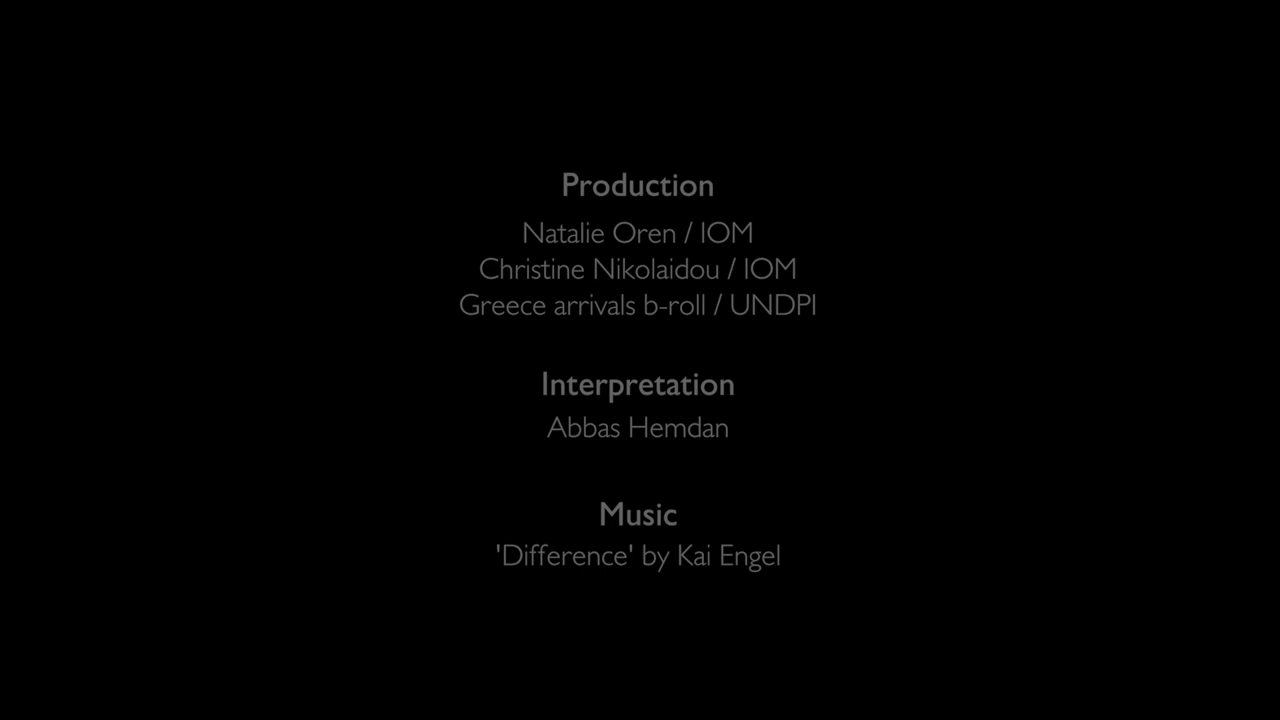 Production
Natalie Oren / IOM
Christine Nikolaidou / IOM
Greece arrivals b-roll / UNDPI
Interpretation
Abbas Hemdan
Music
'Difference' by Kai Engel